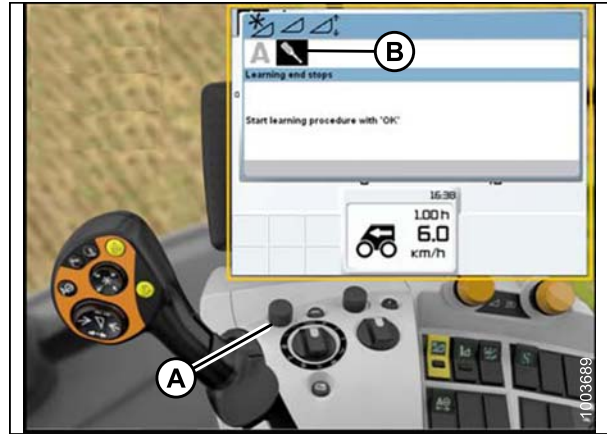 A
B
Learning end stops
Start learning procedure with "OK"
16:38
1.00 h
6.0
km/h
A
1003689